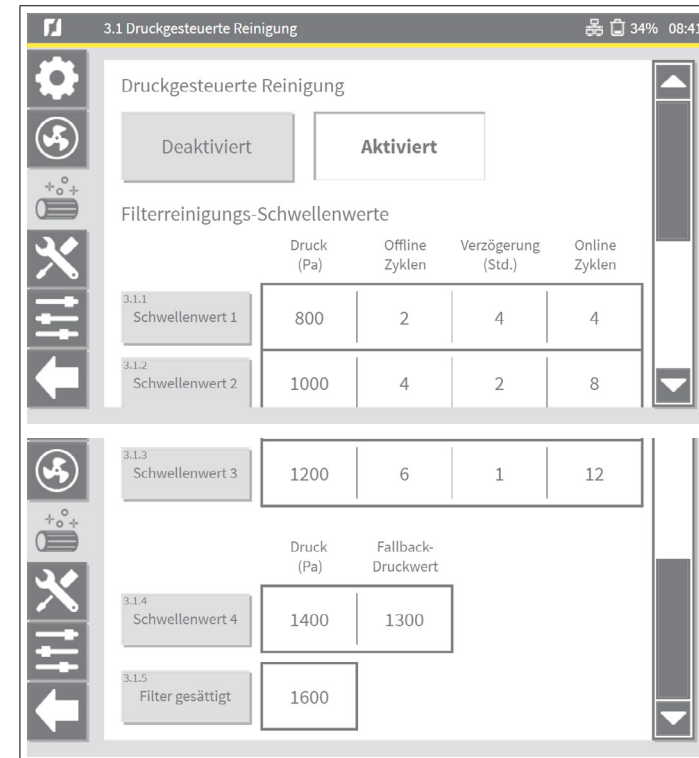 3.1 Druckgesteuerte Reinigung 34% 08:41
Druckgesteuerte Reinigung
Deaktiviert Aktiviert
Filterreinigungs-Schwellenwerte
Druck (Pa) Offline Zyklen Verzögerung (Std.) Online Zyklen
3.1.1
Schwellenwert 1 800 2 4 4
3.1.2
Schwellenwert 2 1000 4 2 8
3.1.3
Schwellenwert 3 1200 6 1 12
Druck (Pa) Fallback-Druckwert
3.1.4
Schwellenwert 4 1400 1300
3.1.5
Filter gesättigt 1600